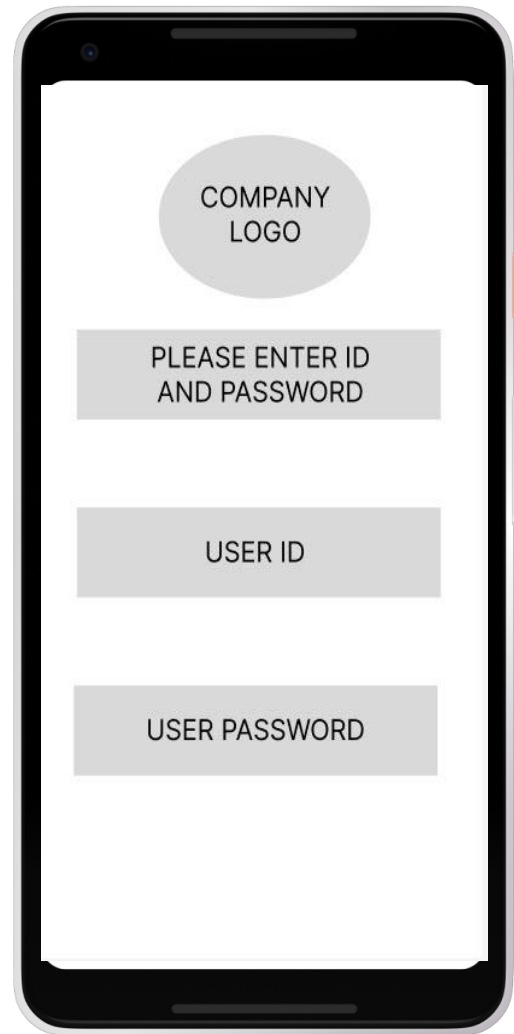 COMPANY
LOGO
PLEASE ENTER ID
AND PASSWORD
USER ID
USER PASSWORD